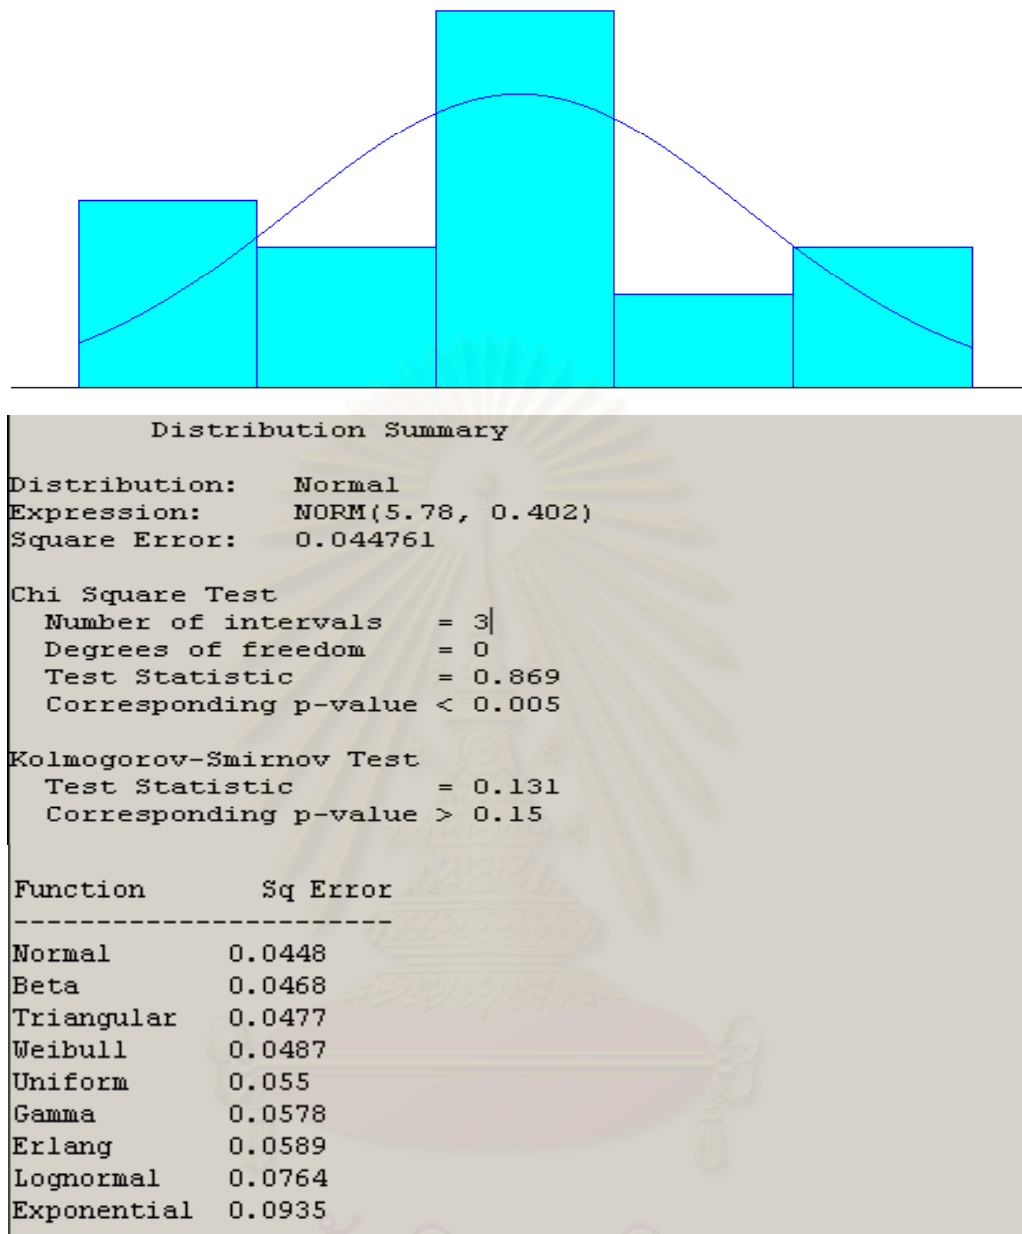 Distribution Summary
Distribution: Normal
Expression: NORM(5.78, 0.402)
Square Error: 0.044761
Chi Square Test
Number of intervals = 3
Degrees of freedom = 0
Test Statistic = 0.869
Corresponding p-value < 0.005
Kolmogorov-Smirnov Test
Test Statistic = 0.131
Corresponding p-value > 0.15
Function Sq Error
-----------------------
Normal 0.0448
Beta 0.0468
Triangular 0.0477
Weibull 0.0487
Uniform 0.055
Gamma 0.0578
Erlang 0.0589
Lognormal 0.0764
Exponential 0.0935